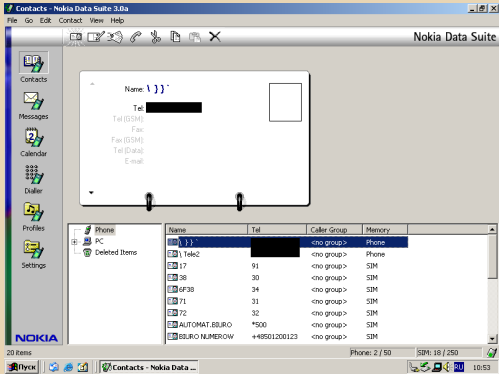 Contacts - Nokia Data Suite 3.0a
File Go Edit Contact View Help
Nokia Data Suite
Contacts
Messages
Calendar
Dialler
Profiles
Settings
NOKIA
Name: \ } } `
Tel:
Tel (GSM):
Fax:
Fax (GSM):
Tel (Data):
E-mail:
Phone
PC
Deleted Items
Name Tel Caller Group Memory
\ } } ` <no group> Phone
\ Tele2 <no group> Phone
17 91 <no group> SIM
38 30 <no group> SIM
6F38 34 <no group> SIM
71 31 <no group> SIM
72 32 <no group> SIM
AUTOMAT.BIURO *500 <no group> SIM
BIURO NUMEROW +48501200123 <no group> SIM
20 items Phone: 2 / 50 SIM: 18 / 250
Пуск Contacts - Nokia Data ... RU 10:53